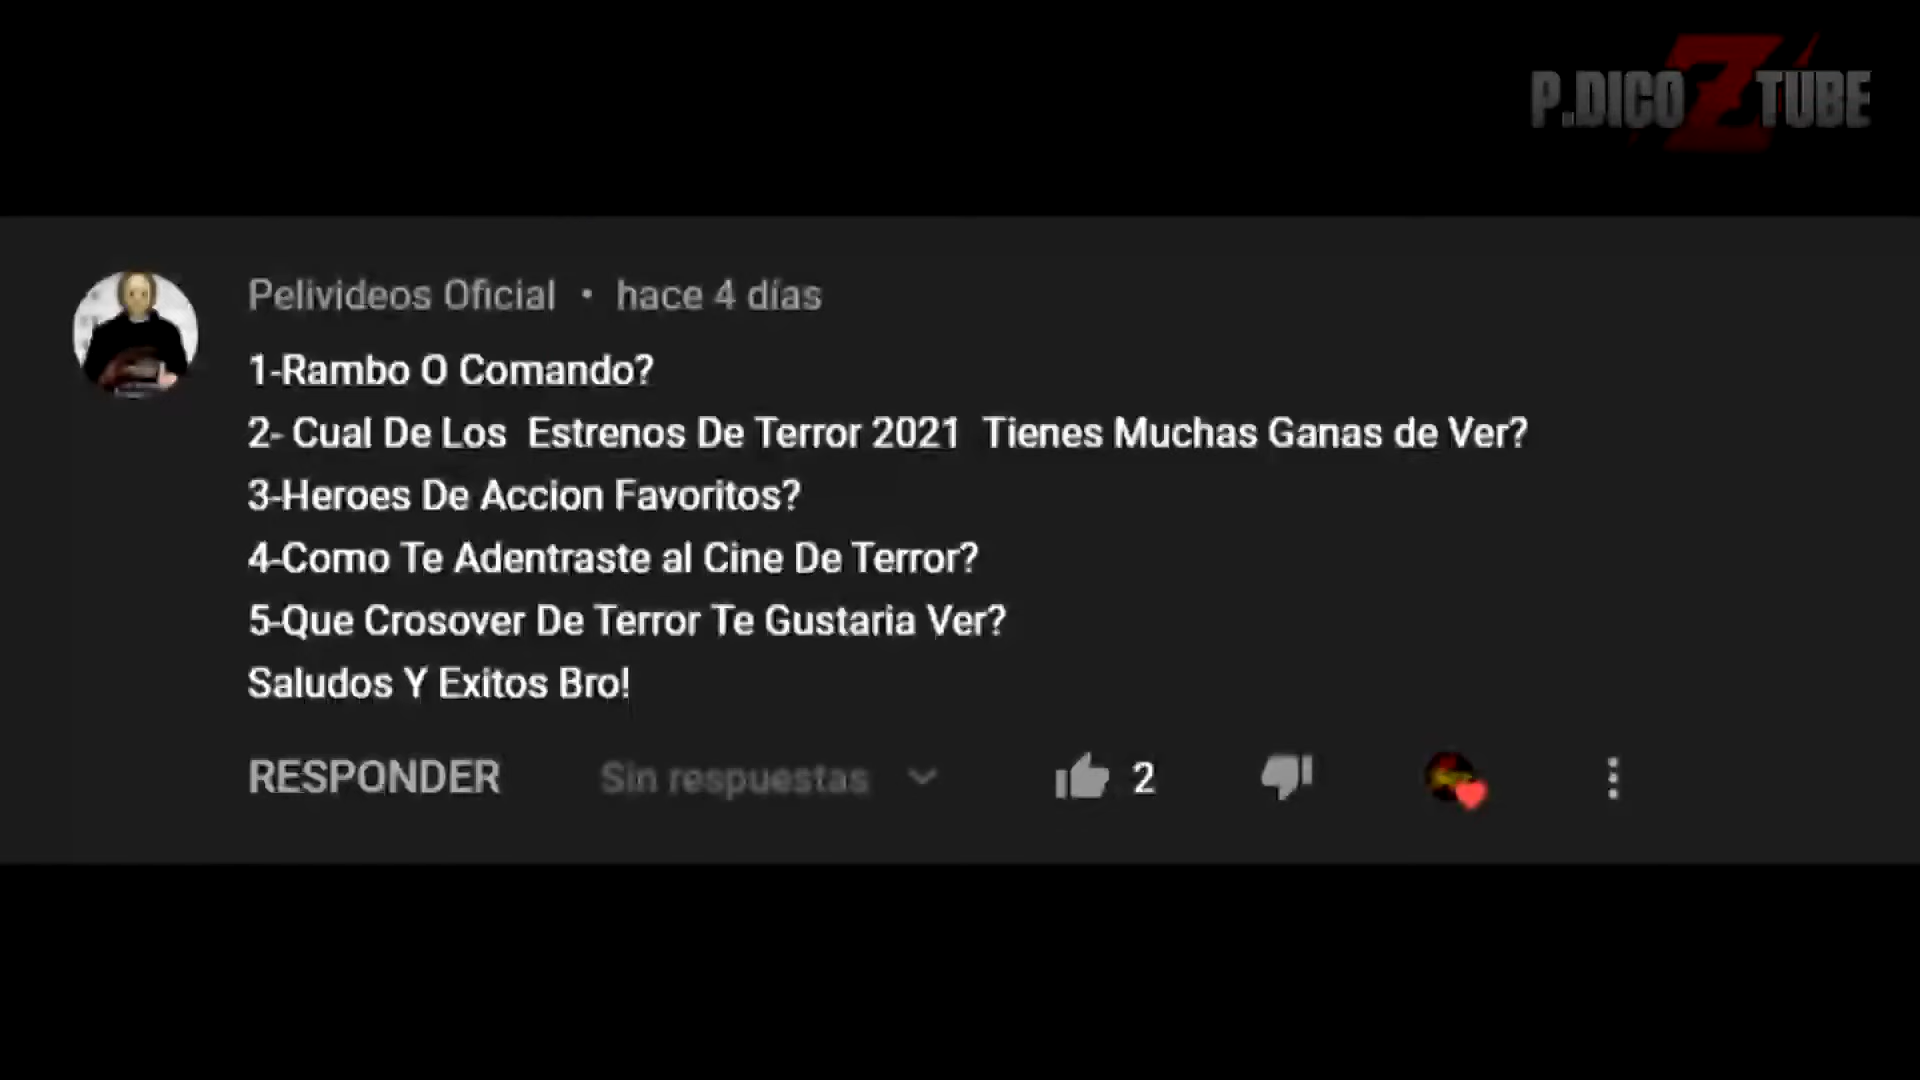 P.DICO Z TUBE
Pelivideos Oficial • hace 4 días
1-Rambo O Comando?
2- Cual De Los Estrenos De Terror 2021 Tienes Muchas Ganas de Ver?
3-Heroes De Accion Favoritos?
4-Como Te Adentraste al Cine De Terror?
5-Que Crosover De Terror Te Gustaria Ver?
Saludos Y Exitos Bro!
RESPONDER Sin respuestas 2